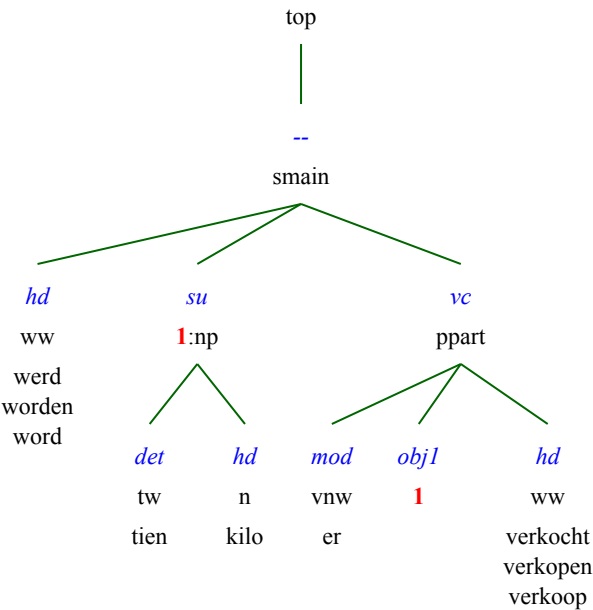 top
--
smain
hd su vc
ww 1:np ppart
werd
worden
word
det hd mod obj1 hd
tw n vnw 1 ww
tien kilo er verkocht
verkopen
verkoop